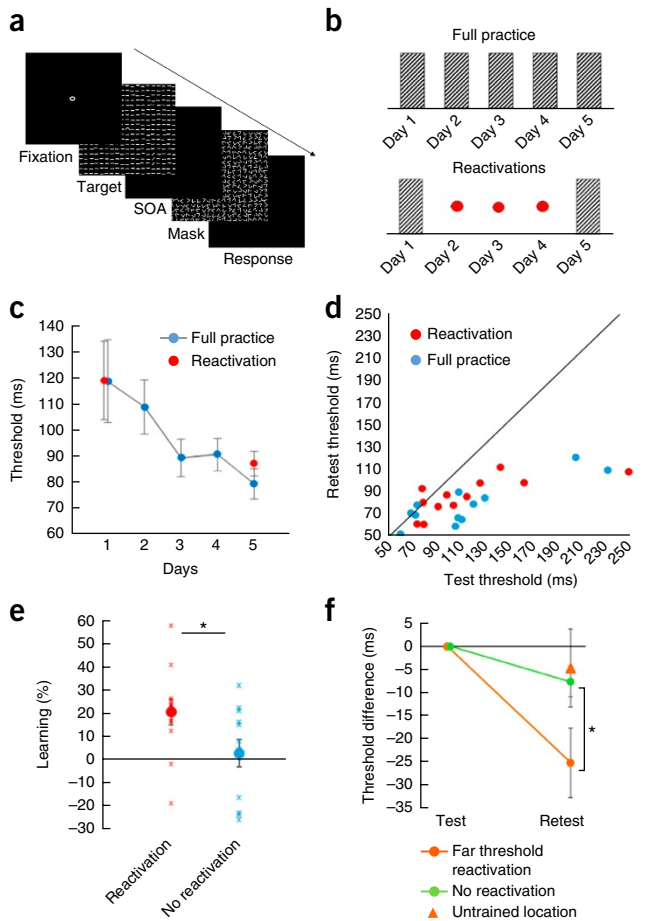 a
Fixation
Target
SOA
Mask
Response
b
Full practice
Day 1
Day 2
Day 3
Day 4
Day 5
Reactivations
Day 1
Day 2
Day 3
Day 4
Day 5
c
Threshold (ms)
140
130
120
110
100
90
80
70
60
Full practice
Reactivation
1 2 3 4 5
Days
d
Retest threshold (ms)
250
230
210
190
170
150
130
110
90
70
50
Reactivation
Full practice
50 70 90 110 130 150 170 190 210 230 250
Test threshold (ms)
e
Learning (%)
60
50
40
30
20
10
0
–10
–20
–30
*
Reactivation
No reactivation
f
Threshold difference (ms)
5
0
–5
–10
–15
–20
–25
–30
–35
*
Test Retest
Far threshold
reactivation
No reactivation
Untrained location